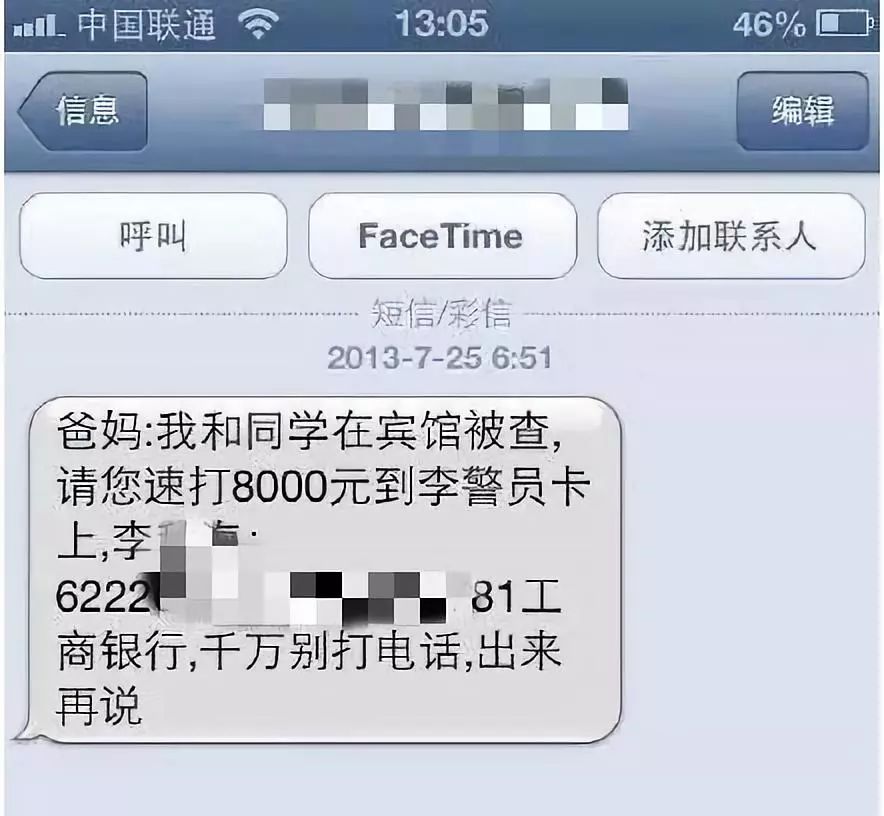 中国联通 13:05 46%
信息 编辑
呼叫 FaceTime 添加联系人
短信/彩信
2013-7-25 6:51
爸妈:我和同学在宾馆被查,
请您速打8000元到李警员卡
上,李 :
6222 81工
商银行,千万别打电话,出来
再说